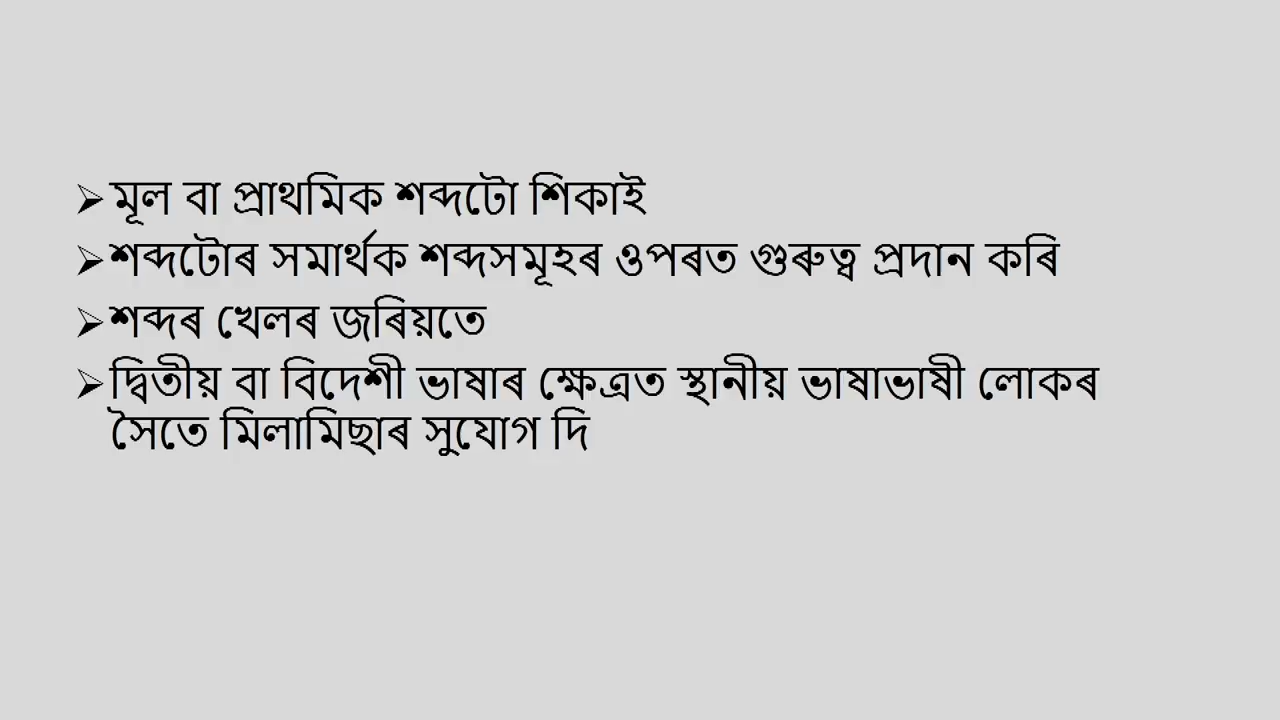 ➢মূল বা প্ৰাথমিক শব্দটো শিকাই
➢শব্দটোৰ সমাৰ্থক শব্দসমূহৰ ওপৰত গুৰুত্ব প্ৰদান কৰি
➢শব্দৰ খেলৰ জৰিয়তে
➢দ্বিতীয় বা বিদেশী ভাষাৰ ক্ষেত্ৰত স্থানীয় ভাষাভাষী লোকৰ
সৈতে মিলামিছাৰ সুযোগ দি